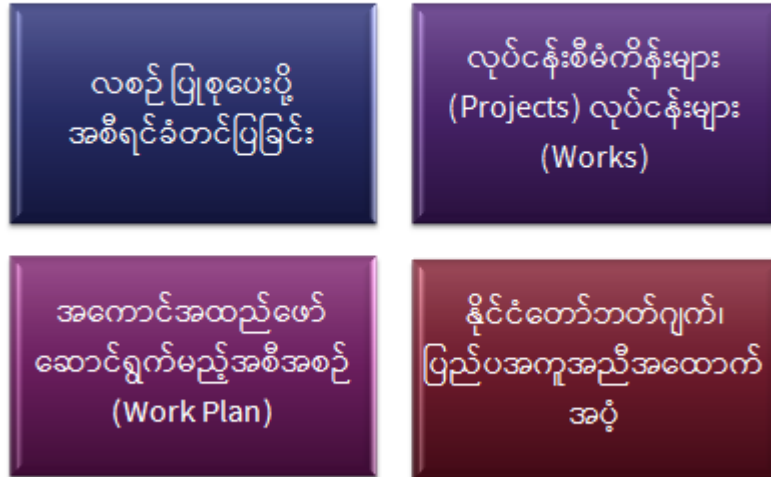 လစဉ် ပြုစုပေးပို့
အစီရင်ခံတင်ပြခြင်း
လုပ်ငန်းစီမံကိန်းများ
(Projects) လုပ်ငန်းများ
(Works)
အကောင်အထည်ဖော်
ဆောင်ရွက်မည့်အစီအစဉ်
(Work Plan)
နိုင်ငံတော်ဘတ်ဂျက်၊
ပြည်ပအကူအညီအထောက်
အပံ့